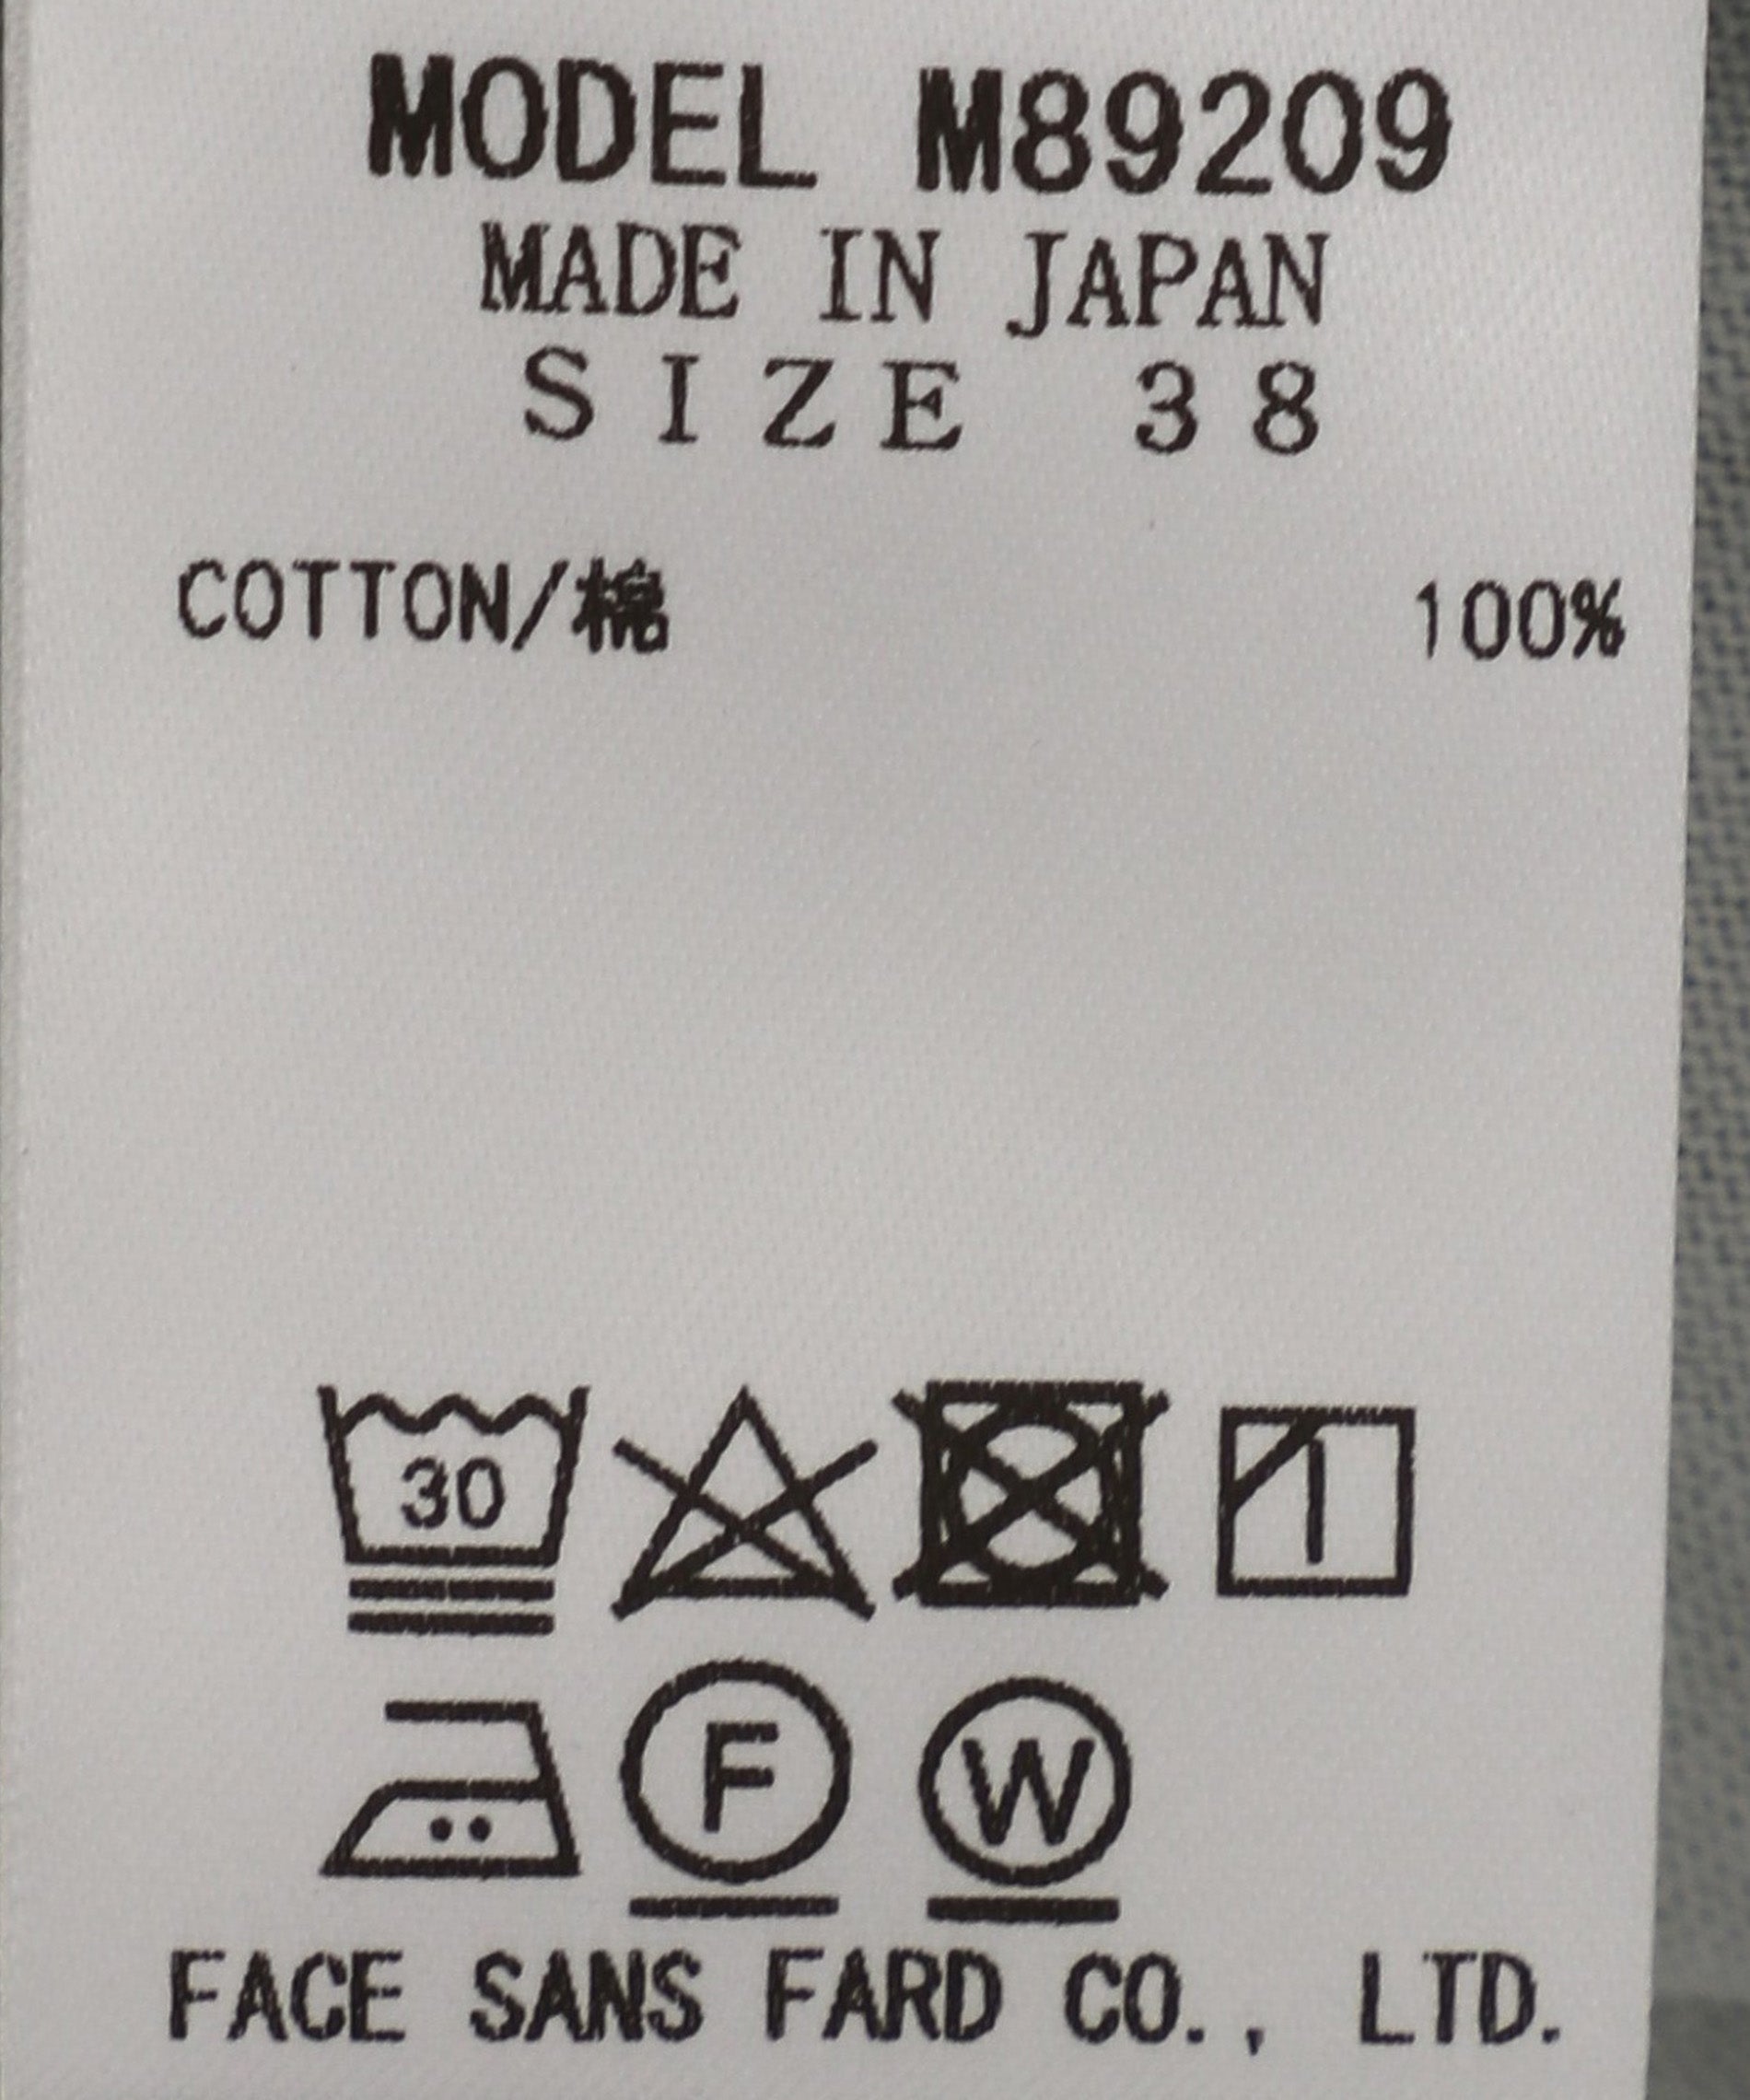 MODEL M89209
MADE IN JAPAN
SIZE 38
COTTON/棉 100%
30
F W
FACE SANS FARD CO., LTD.